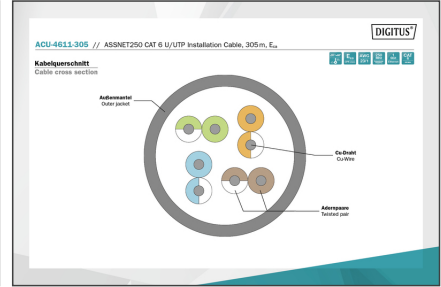 DIGITUS®
ACU-4611-305 // ASSNET250 CAT 6 U/UTP Installation Cable, 305 m, Eca
Kabelquerschnitt
Cable cross section
Außenmantel
Outer jacket
Cu-Draht
Cu-Wire
Adernpaare
Twisted pair